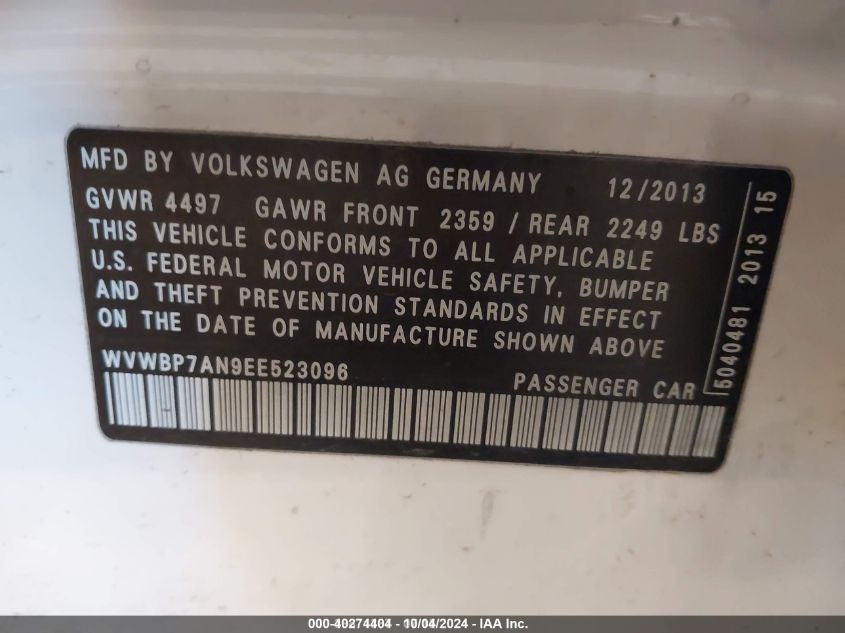 MFD BY VOLKSWAGEN AG GERMANY 12/2013
GVWR 4497 GAWR FRONT 2359 / REAR 2249 LBS
THIS VEHICLE CONFORMS TO ALL APPLICABLE
U.S. FEDERAL MOTOR VEHICLE SAFETY, BUMPER
AND THEFT PREVENTION STANDARDS IN EFFECT
ON THE DATE OF MANUFACTURE SHOWN ABOVE
WVWBP7AN9EE523096
PASSENGER CAR
5040481 2013 15
000-40274404 - 10/04/2024 - IAA Inc.